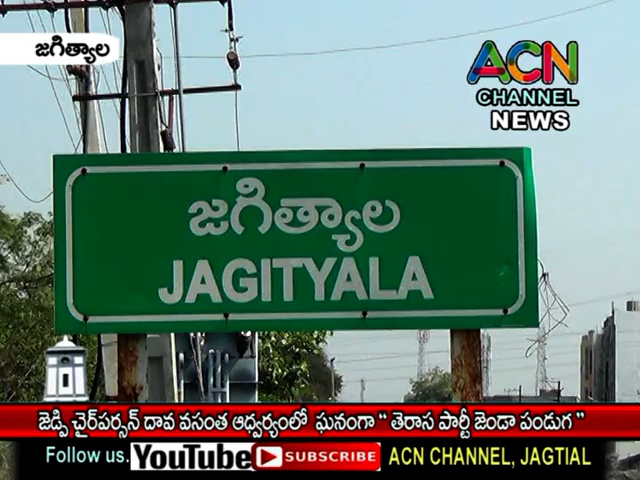 జగిత్యాల
ACN
CHANNEL
NEWS
జగిత్యాల
JAGITYALA
జెడ్పి చైర్‌పర్సన్ దావ వసంత ఆధ్వర్యంలో ఘనంగా “ తెరాస పార్టీ జెండా పండుగ ”
Follow us. YouTube SUBSCRIBE ACN CHANNEL, JAGTIAL